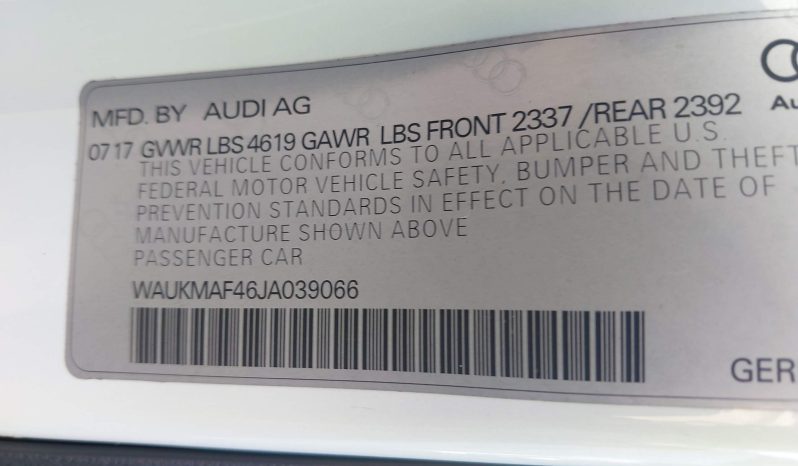 MFD. BY AUDI AG
07 17 GVWR LBS 4619 GAWR LBS FRONT 2337 /REAR 2392
THIS VEHICLE CONFORMS TO ALL APPLICABLE U.S.
FEDERAL MOTOR VEHICLE SAFETY, BUMPER AND THEFT
PREVENTION STANDARDS IN EFFECT ON THE DATE OF
MANUFACTURE SHOWN ABOVE
PASSENGER CAR
WAUKMAF46JA039066
Au
GER